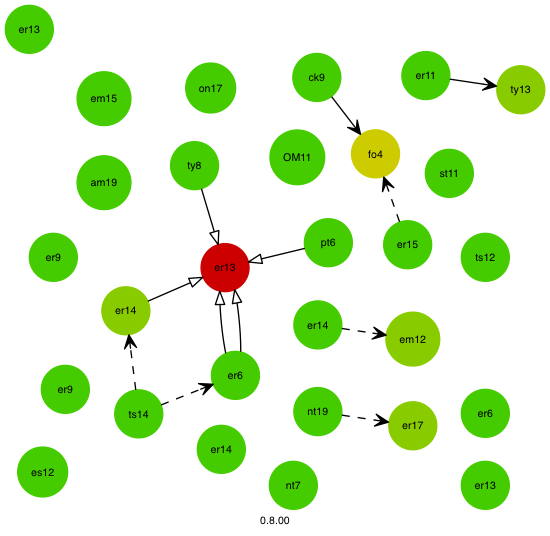 er13
em15
on17
ck9
er11
ty13
ty8
OM11
fo4
am19
st11
er9
er13
pt6
er15
ts12
er14
er14
em12
er9
ts14
er6
nt19
er17
er6
er14
es12
nt7
er13
0.8.00